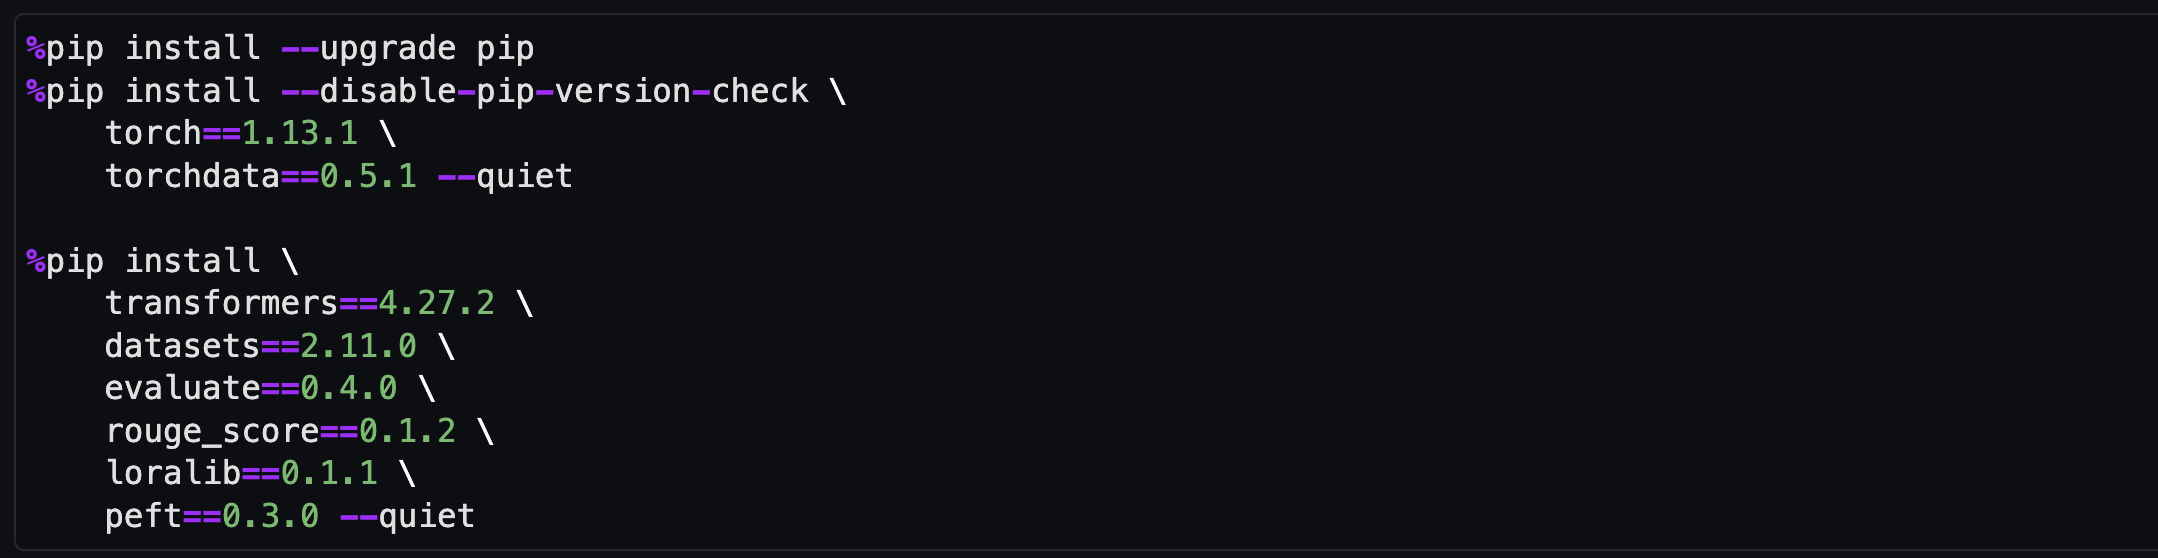 %pip install --upgrade pip
%pip install --disable-pip-version-check \
    torch==1.13.1 \
    torchdata==0.5.1 --quiet

%pip install \
    transformers==4.27.2 \
    datasets==2.11.0 \
    evaluate==0.4.0 \
    rouge_score==0.1.2 \
    loralib==0.1.1 \
    peft==0.3.0 --quiet